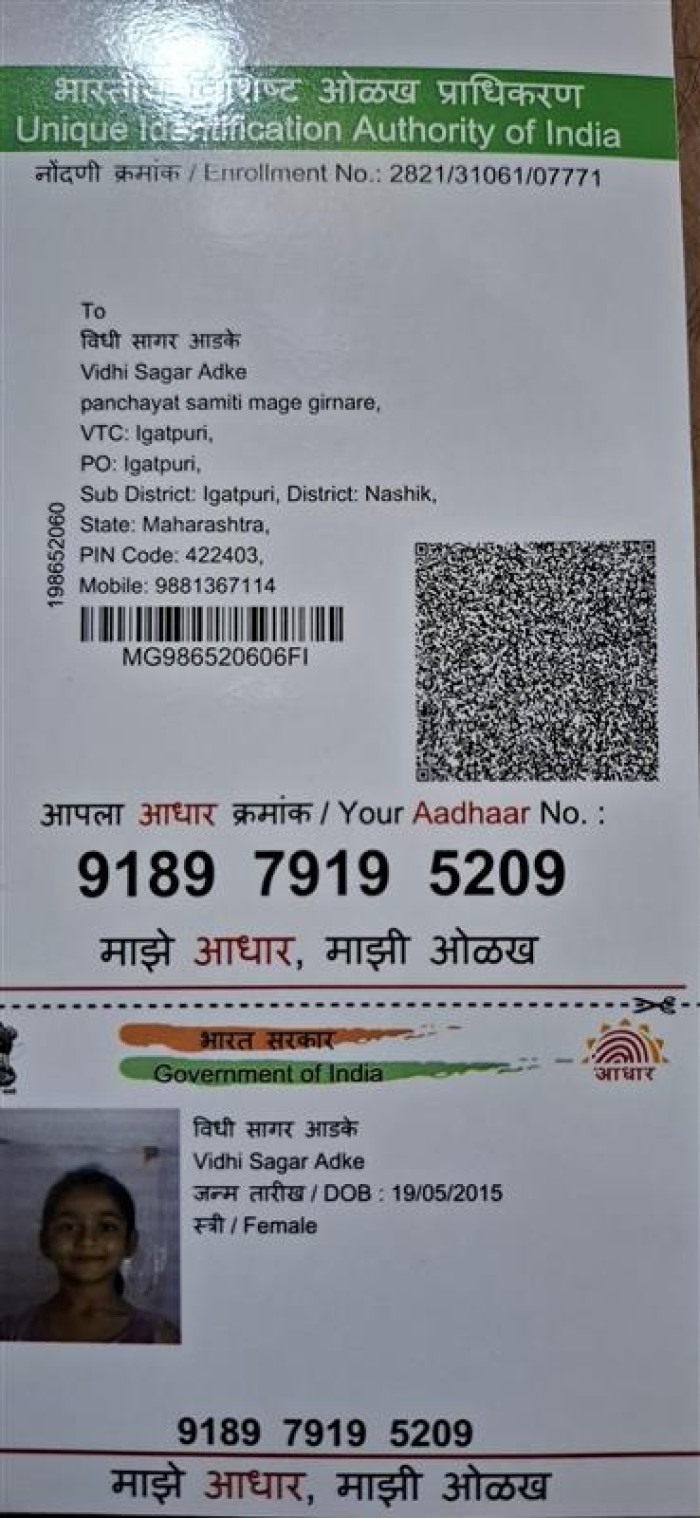 भारतीय विशिष्ट ओळख प्राधिकरण
Unique Identification Authority of India
नोंदणी क्रमांक / Enrollment No.: 2821/31061/07771
To
विधी सागर आडके
Vidhi Sagar Adke
panchayat samiti mage girnare,
VTC: Igatpuri,
PO: Igatpuri,
Sub District: Igatpuri, District: Nashik,
State: Maharashtra,
PIN Code: 422403,
Mobile: 9881367114
198652060
MG986520606FI
आपला आधार क्रमांक / Your Aadhaar No. :
9189 7919 5209
माझे आधार, माझी ओळख
भारत सरकार
Government of India
आधार
विधी सागर आडके
Vidhi Sagar Adke
जन्म तारीख / DOB : 19/05/2015
स्त्री / Female
9189 7919 5209
माझे आधार, माझी ओळख